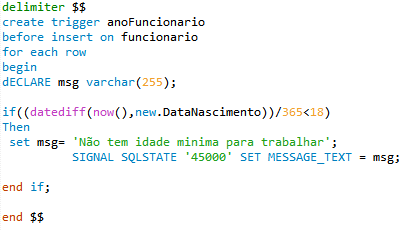 delimiter $$
create trigger anoFuncionario
before insert on funcionario
for each row
begin
dECLARE msg varchar(255);
if((datediff(now(),new.DataNascimento))/365<18)
Then
set msg= 'Não tem idade minima para trabalhar';
SIGNAL SQLSTATE '45000' SET MESSAGE_TEXT = msg;
end if;
end $$